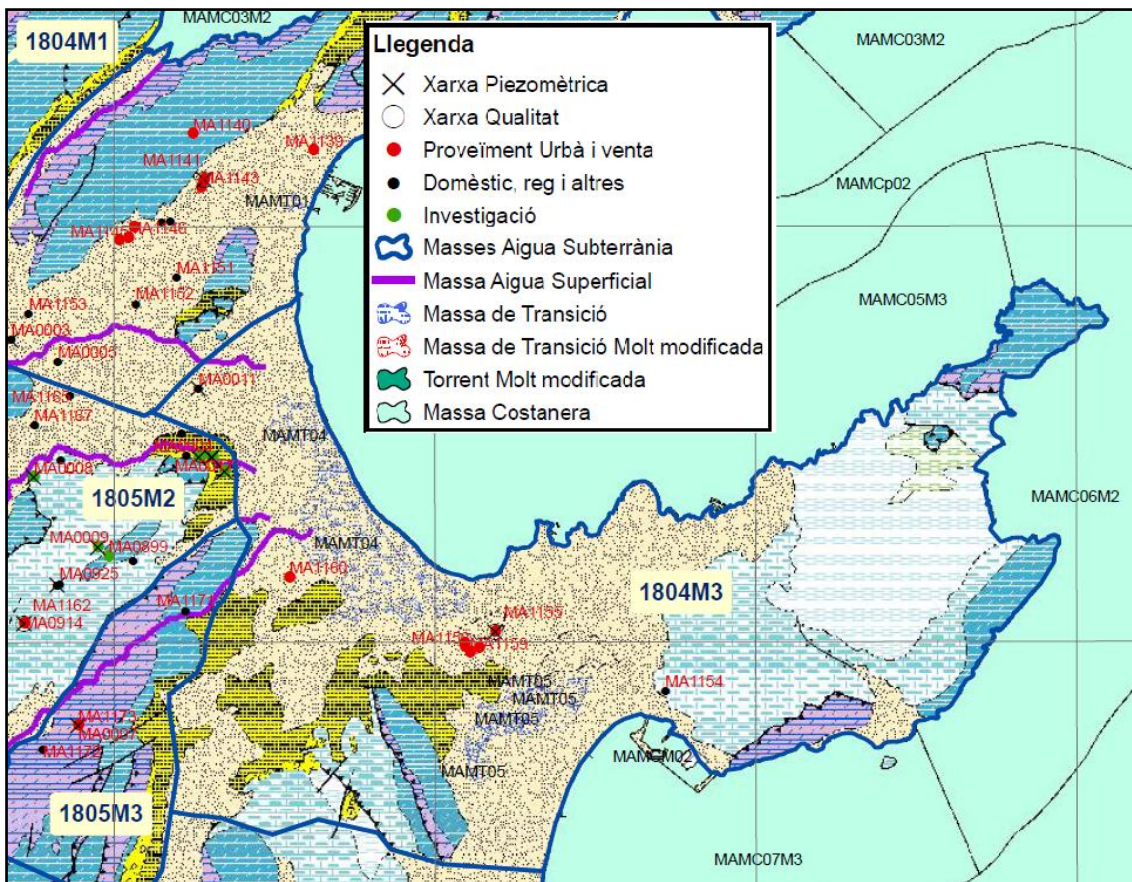 MAMC03M2
1804M1
MAMC03M2
Llegenda
Xarxa Piezomètrica
Xarxa Qualitat
Proveïment Urbà i venta
Domèstic, reg i altres
Investigació
Masses Aigua Subterrània
Massa Aigua Superficial
Massa de Transició
Massa de Transició Molt modificada
Torrent Molt modificada
Massa Costanera
MA1140
MA1139
MA1141
MA1143
MAMT01
MAMCp02
MA1146
MA1151
MA1152
MA1153
MAMC05M3
MA0003
MA0005
MA0011
MA1167
MAMT04
MA0008
1805M2
MAMC06M2
MA0009
MA0899
MAMT04
MA0925
MA1160
1804M3
MA1162
MA1171
MA0914
MA1155
MA1159
MAMT05
MA1154
MAMT05
MAMT05
MA1173
MA0007
MA1172
MAMCM02
MAMT05
1805M3
MAMC07M3